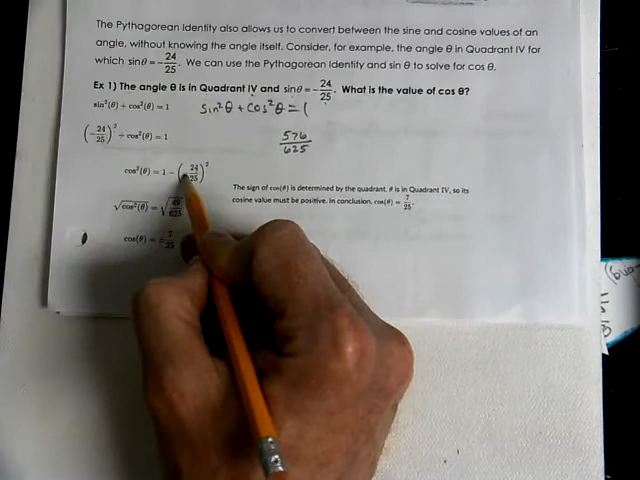 The Pythagorean Identity also allows us to convert between the sine and cosine values of an
angle, without knowing the angle itself. Consider, for example, the angle θ in Quadrant IV for
which sinθ = -24/25. We can use the Pythagorean Identity and sin θ to solve for cos θ.
Ex 1) The angle θ is in Quadrant IV and sinθ = -24/25. What is the value of cos θ?
sin²(θ) + cos²(θ) = 1 sin²θ + cos²θ = 1
(-24/25)² + cos²(θ) = 1 576/625
cos²(θ) = 1 - (-24/25)²
The sign of cos(θ) is determined by the quadrant. θ is in Quadrant IV, so its
cosine value must be positive. In conclusion, cos(θ) = 7/25.
√cos²(θ) = √49/625
cos(θ) = ±7/25